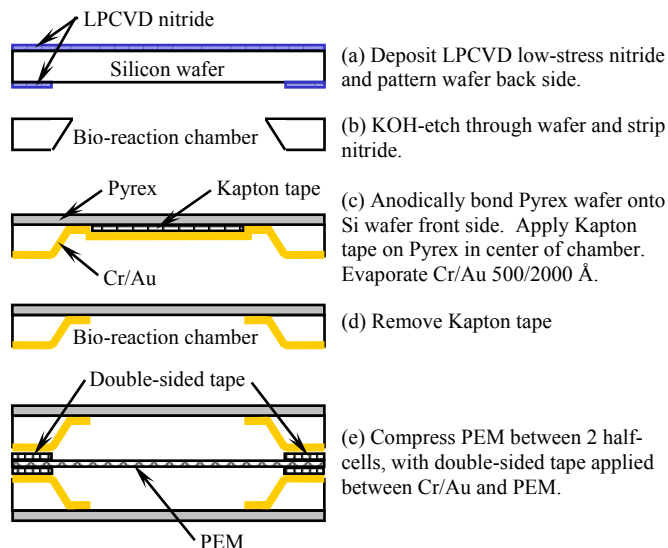 LPCVD nitride
Silicon wafer
(a) Deposit LPCVD low-stress nitride
and pattern wafer back side.
Bio-reaction chamber
(b) KOH-etch through wafer and strip
nitride.
Pyrex
Kapton tape
Cr/Au
(c) Anodically bond Pyrex wafer onto
Si wafer front side. Apply Kapton
tape on Pyrex in center of chamber.
Evaporate Cr/Au 500/2000 Å.
Bio-reaction chamber
(d) Remove Kapton tape
Double-sided tape
PEM
(e) Compress PEM between 2 half-
cells, with double-sided tape applied
between Cr/Au and PEM.